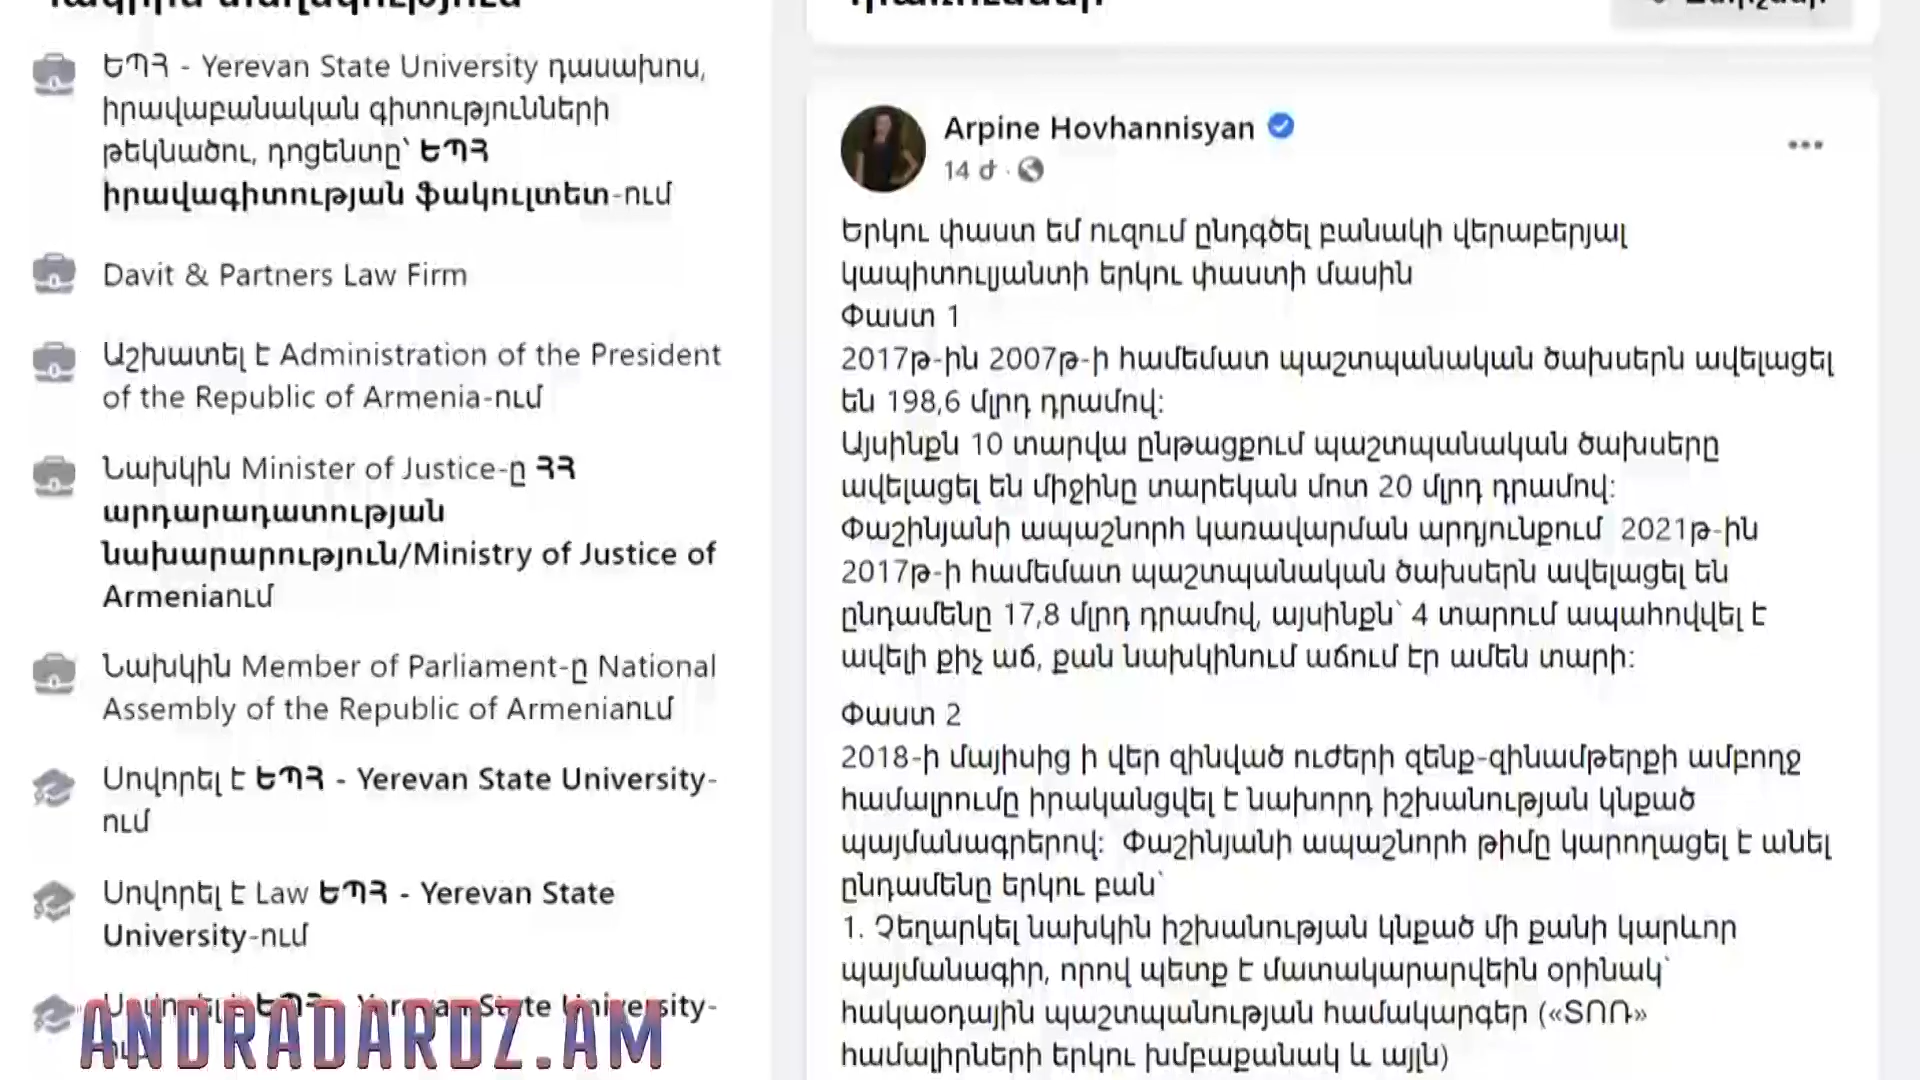 ԵՊՀ - Yerevan State University դասախոս,
իրավաբանական գիտությունների
թեկնածու, դոցենտը՝ ԵՊՀ
իրավագիտության ֆակուլտետ-ում
Davit & Partners Law Firm
Աշխատել է Administration of the President
of the Republic of Armenia-ում
Նախկին Minister of Justice-ը ՀՀ
արդարադատության
նախարարություն/Ministry of Justice of
Armeniaում
Նախկին Member of Parliament-ը National
Assembly of the Republic of Armeniaում
Սովորել է ԵՊՀ - Yerevan State University-
ում
Սովորել է Law ԵՊՀ - Yerevan State
University-ում
Սովորել է ԵՊՀ - Yerevan State University-
ում
ANDRADARDZ.AM
Arpine Hovhannisyan
14 ժ ·
Երկու փաստ եմ ուզում ընդգծել բանակի վերաբերյալ
կապիտուլյանտի երկու փաստի մասին
Փաստ 1
2017թ-ին 2007թ-ի համեմատ պաշտպանական ծախսերն ավելացել
են 198,6 մլրդ դրամով:
Այսինքն 10 տարվա ընթացքում պաշտպանական ծախսերը
ավելացել են միջինը տարեկան մոտ 20 մլրդ դրամով:
Փաշինյանի ապաշնորհ կառավարման արդյունքում 2021թ-ին
2017թ-ի համեմատ պաշտպանական ծախսերն ավելացել են
ընդամենը 17,8 մլրդ դրամով, այսինքն՝ 4 տարում ապահովվել է
ավելի քիչ աճ, քան նախկինում աճում էր ամեն տարի:
Փաստ 2
2018-ի մայիսից ի վեր զինված ուժերի զենք-զինամթերքի ամբողջ
համալրումը իրականցվել է նախորդ իշխանության կնքած
պայմանագրերով: Փաշինյանի ապաշնորհ թիմը կարողացել է անել
ընդամենը երկու բան՝
1. Չեղարկել նախկին իշխանության կնքած մի քանի կարևոր
պայմանագիր, որով պետք է մատակարարվեին օրինակ՝
հակաօդային պաշտպանության համակարգեր («ՏՈՌ»
համալիրների երկու խմբաքանակ և այլն)